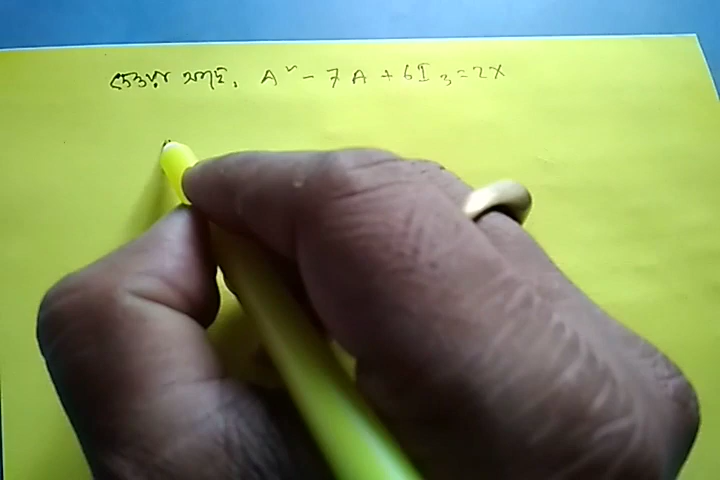 দেওয়া আছে, A² - 7A + 6I₃ = 2X